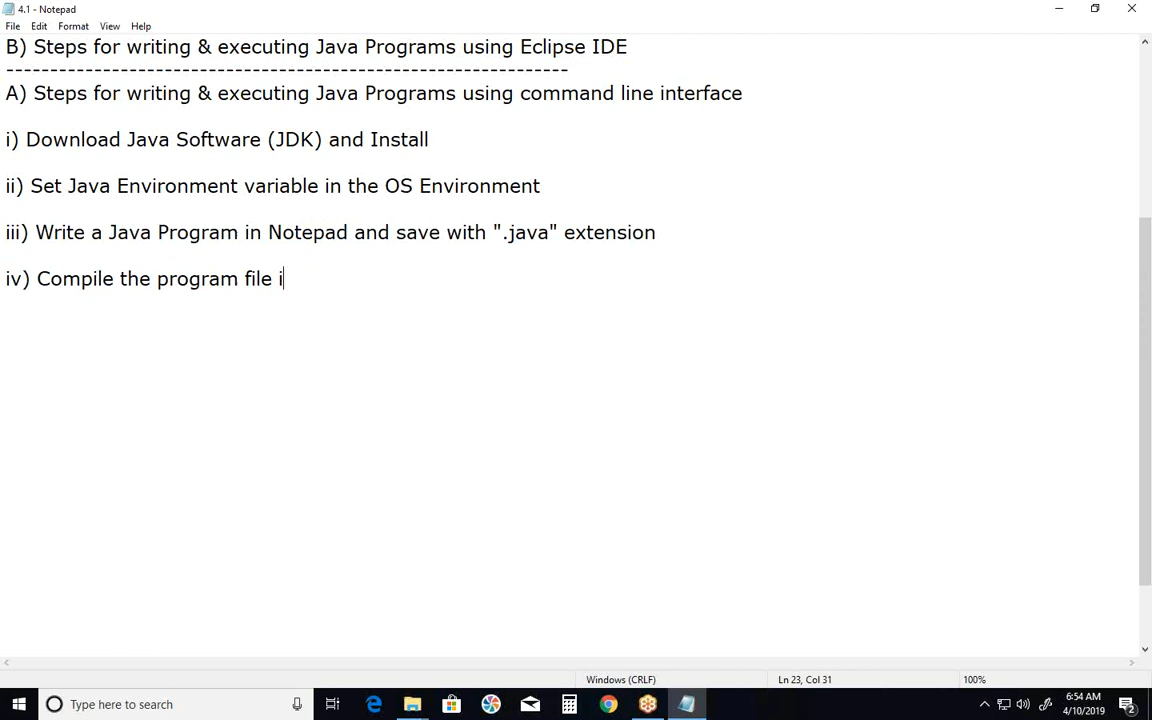 4.1 - Notepad
File Edit Format View Help
B) Steps for writing & executing Java Programs using Eclipse IDE
---------------------------------------------------------------
A) Steps for writing & executing Java Programs using command line interface
i) Download Java Software (JDK) and Install
ii) Set Java Environment variable in the OS Environment
iii) Write a Java Program in Notepad and save with ".java" extension
iv) Compile the program file i
Windows (CRLF) Ln 23, Col 31 100%
Type here to search
6:54 AM
4/10/2019
2